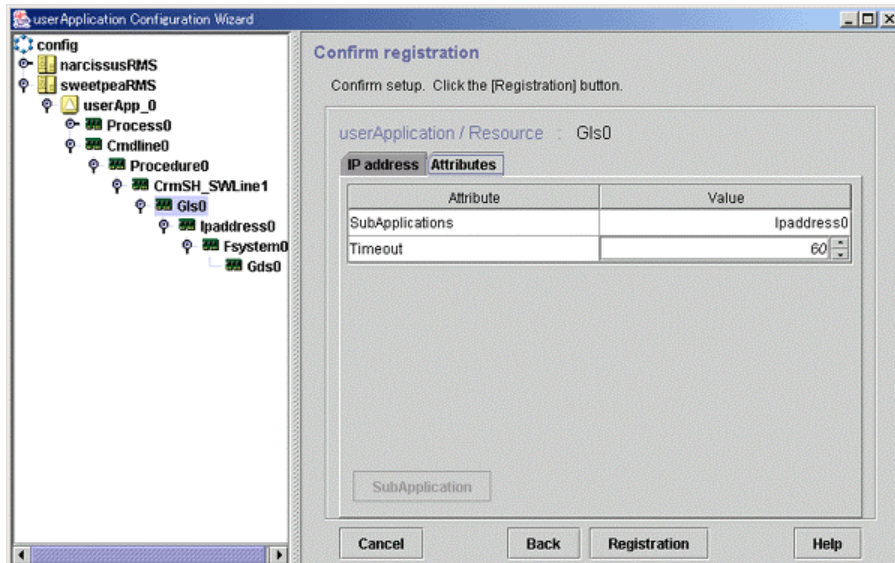 userApplication Configuration Wizard
config
narcissusRMS
sweetpeaRMS
userApp_0
Process0
Cmdline0
Procedure0
CrmSH_SWLine1
Gls0
Ipaddress0
Fsystem0
Gds0
Confirm registration
Confirm setup. Click the [Registration] button.
userApplication / Resource : Gls0
IP address Attributes
Attribute Value
SubApplications Ipaddress0
Timeout 60
SubApplication
Cancel Back Registration Help